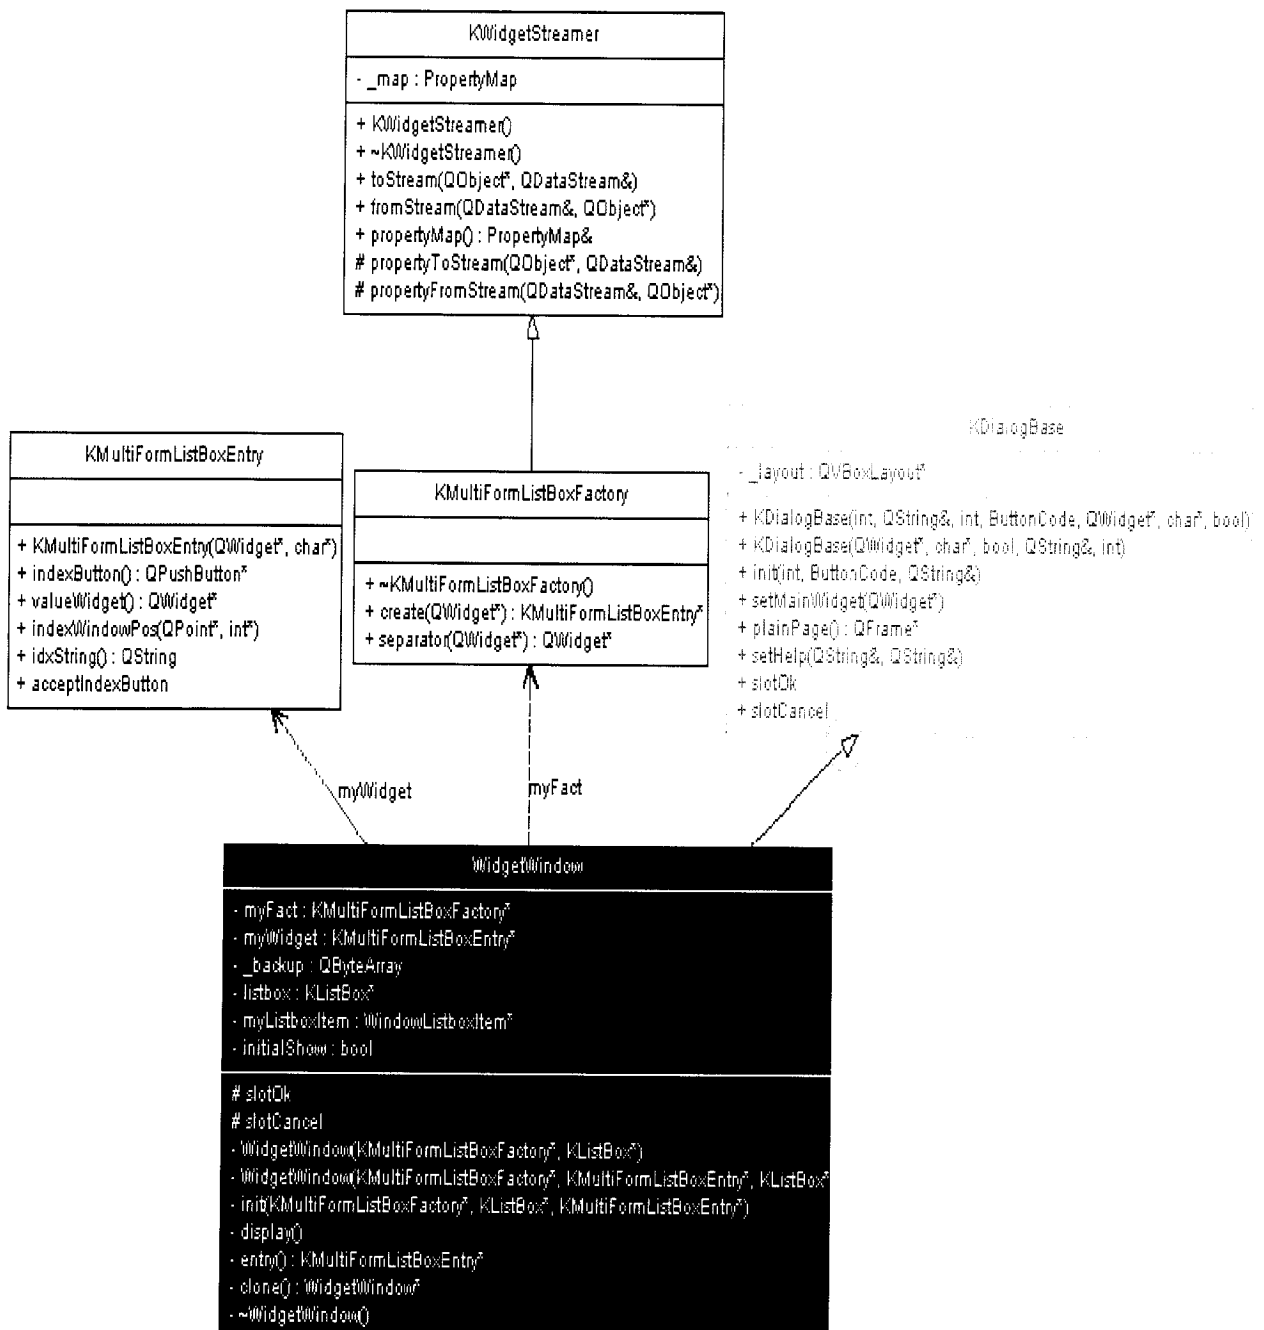 KWidgetStreamer
- _map : PropertyMap
+ KWidgetStreamer()
+ ~KWidgetStreamer()
+ toStream(QObject*, QDataStream&)
+ fromStream(QDataStream&, QObject*)
+ propertyMap() : PropertyMap&
# propertyToStream(QObject*, QDataStream&)
# propertyFromStream(QDataStream&, QObject*)
KMultiFormListBoxEntry
+ KMultiFormListBoxEntry(QWidget*, char*)
+ indexButton() : QPushButton*
+ valueWidget() : QWidget*
+ indexWindowPos(QPoint*, int*)
+ idxString() : QString
+ acceptIndexButton
KMultiFormListBoxFactory
+ ~KMultiFormListBoxFactory()
+ create(QWidget*) : KMultiFormListBoxEntry*
+ separator(QWidget*) : QWidget*
KDialogBase
- _layout : QVBoxLayout*
+ KDialogBase(int, QString&, int, ButtonCode, QWidget*, char*, bool)
+ KDialogBase(QWidget*, char*, bool, QString&, int)
+ init(int, ButtonCode, QString&)
+ setMainWidget(QWidget*)
+ plainPage() : QFrame*
+ setHelp(QString&, QString&)
+ slotOk
+ slotCancel
myWidget
myFact
WidgetWindow
- myFact : KMultiFormListBoxFactory*
- myWidget : KMultiFormListBoxEntry*
- _backup : QByteArray
- listbox : KListBox*
- myListboxItem : WindowListboxItem*
- initialShow : bool
# slotOk
# slotCancel
- WidgetWindow(KMultiFormListBoxFactory*, KListBox*)
- WidgetWindow(KMultiFormListBoxFactory*, KMultiFormListBoxEntry*, KListBox*
- init(KMultiFormListBoxFactory*, KListBox*, KMultiFormListBoxEntry*)
- display()
- entry() : KMultiFormListBoxEntry*
- clone() : WidgetWindow*
- ~WidgetWindow()